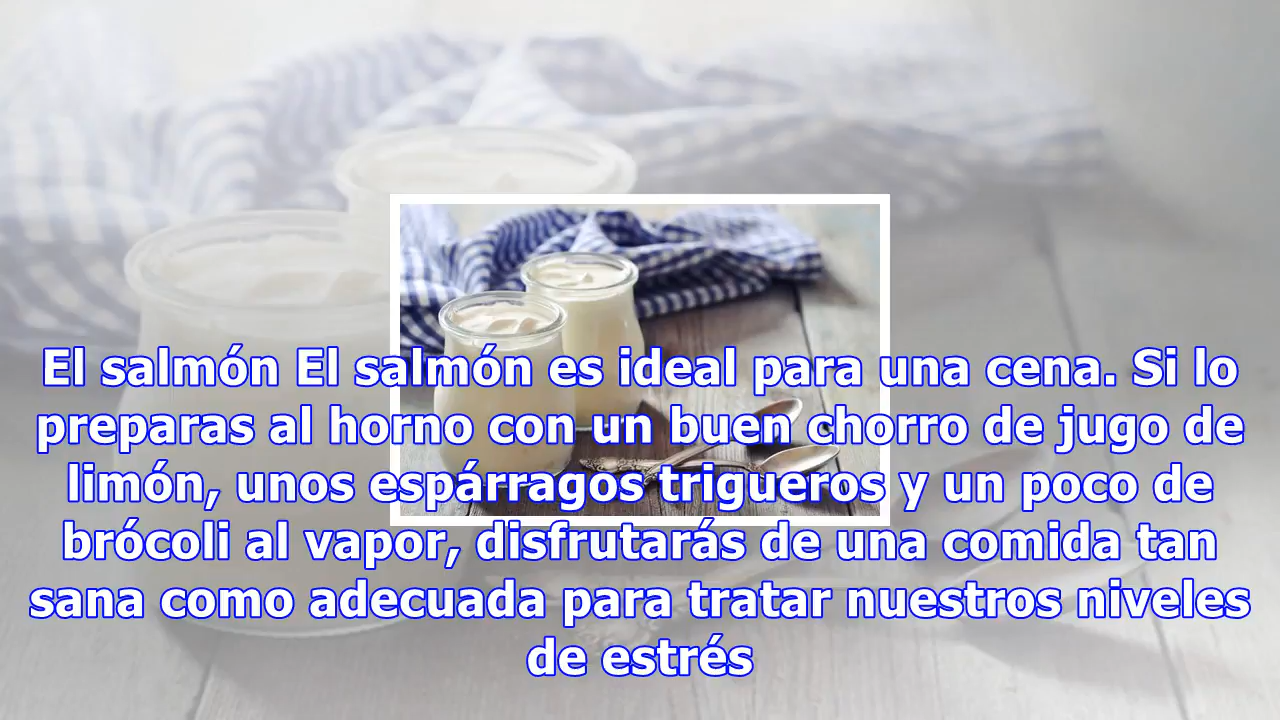 El salmón El salmón es ideal para una cena. Si lo
preparas al horno con un buen chorro de jugo de
limón, unos espárragos trigueros y un poco de
brócoli al vapor, disfrutarás de una comida tan
sana como adecuada para tratar nuestros niveles
de estrés